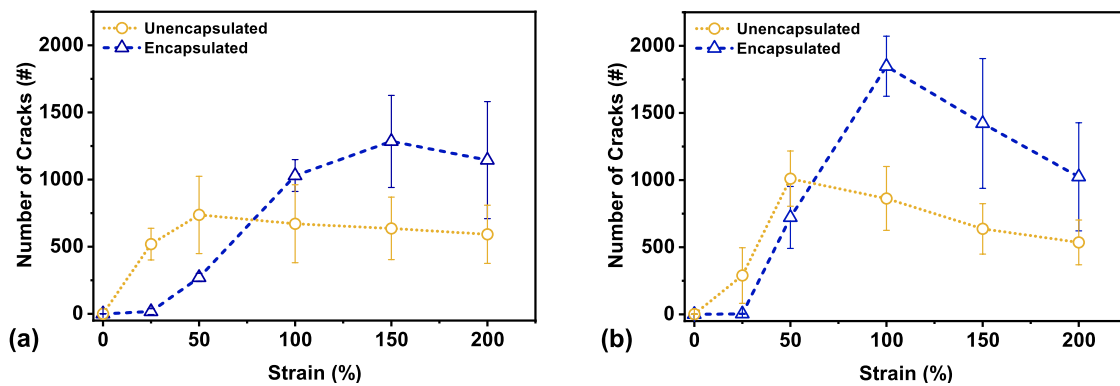 Unencapsulated
Encapsulated
2000
1500
1000
500
0
Number of Cracks (#)
0 50 100 150 200
Strain (%)
(a)
Unencapsulated
Encapsulated
2000
1500
1000
500
0
Number of Cracks (#)
0 50 100 150 200
Strain (%)
(b)